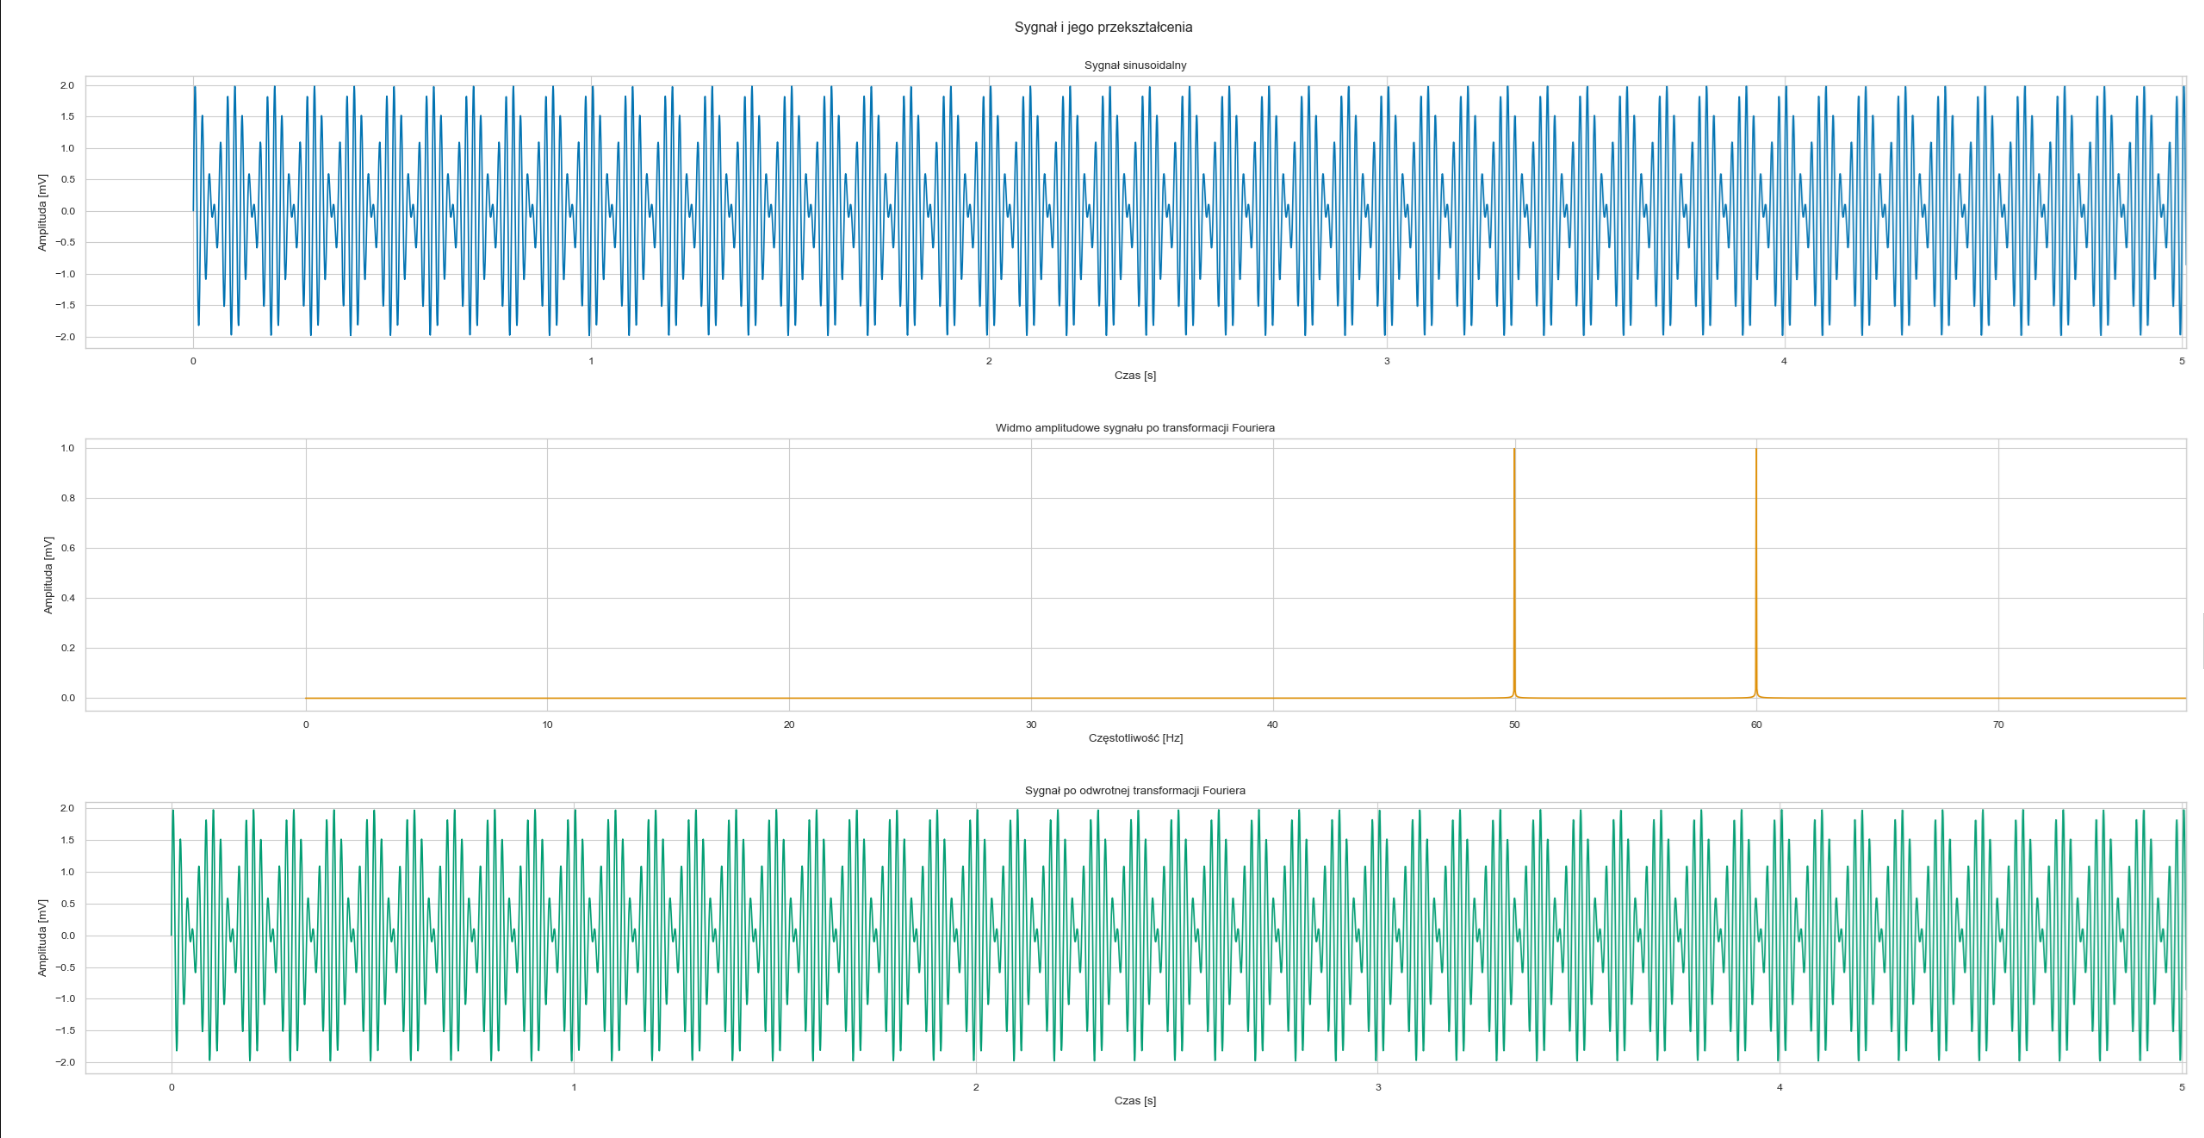 Sygnał i jego przekształcenia
Sygnał sinusoidalny
2.0
1.5
1.0
0.5
0.0
−0.5
−1.0
−1.5
−2.0
Amplituda [mV]
0 1 2 3 4 5
Czas [s]
Widmo amplitudowe sygnału po transformacji Fouriera
1.0
0.8
0.6
0.4
0.2
0.0
Amplituda [mV]
0 10 20 30 40 50 60 70
Częstotliwość [Hz]
Sygnał po odwrotnej transformacji Fouriera
2.0
1.5
1.0
0.5
0.0
−0.5
−1.0
−1.5
−2.0
Amplituda [mV]
0 1 2 3 4 5
Czas [s]